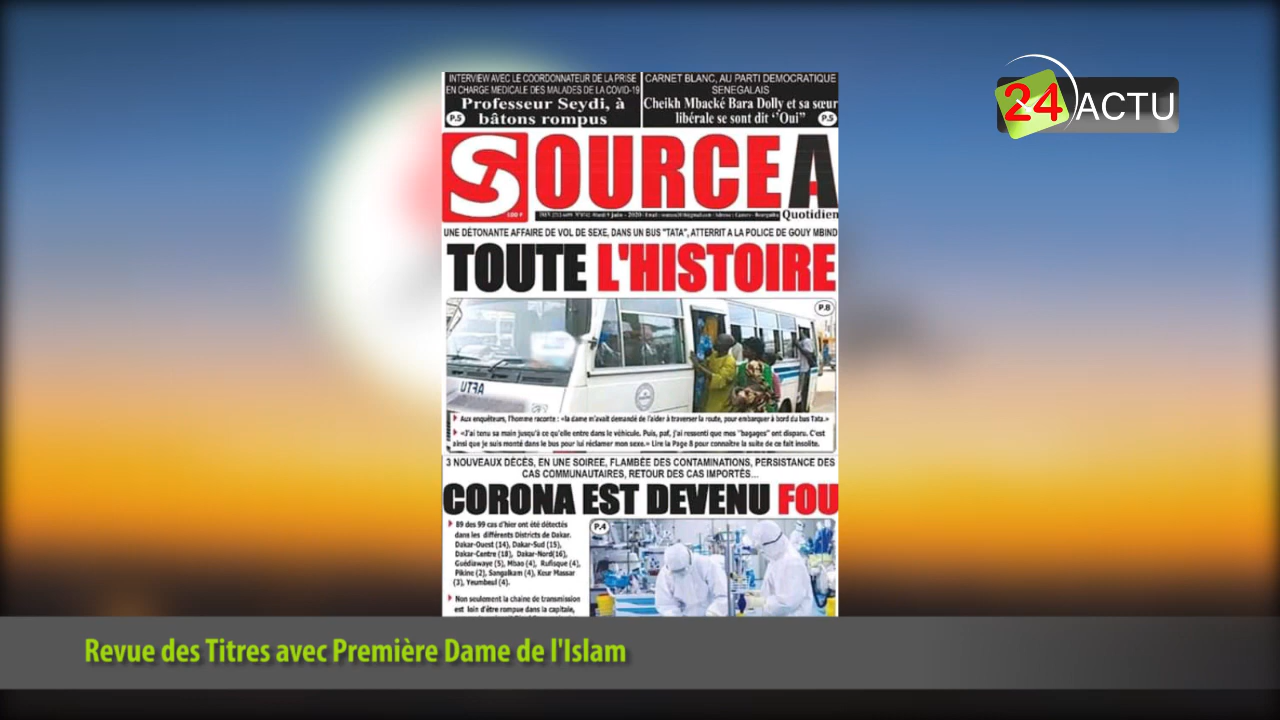 24 ACTU
INTERVIEW AVEC LE COORDONNATEUR DE LA PRISE
EN CHARGE MEDICALE DES MALADES DE LA COVID-19
Professeur Seydi, à
bâtons rompus
P.5
CARNET BLANC, AU PARTI DEMOCRATIQUE
SENEGALAIS
Cheikh Mbacké Bara Dolly et sa sœur
libérale se sont dit ‘’Oui’’
P.5
SOURCE A
100 F
Quotidien
UNE DÉTONANTE AFFAIRE DE VOL DE SEXE, DANS UN BUS "TATA", ATTERRIT A LA POLICE DE GOUY MBIND
TOUTE L'HISTOIRE
P.8
AFTU
Aux enquêteurs, l'homme raconte : «la dame m'avait demandé de l'aider à traverser la route, pour embarquer à bord du bus Tata.»
«J'ai tenu sa main jusqu'à ce qu'elle entre dans le véhicule. Puis, paf, j'ai ressenti que mes "bagages" ont disparu. C'est
ainsi que je suis monté dans le bus pour lui réclamer mon sexe.» Lire la Page 8 pour connaître la suite de ce fait insolite.
3 NOUVEAUX DÉCÈS, EN UNE SOIREE, FLAMBÉE DES CONTAMINATIONS, PERSISTANCE DES
CAS COMMUNAUTAIRES, RETOUR DES CAS IMPORTÉS...
CORONA EST DEVENU FOU
89 des 99 cas d'hier ont été détectés
dans les différents Districts de Dakar.
Dakar-Ouest (14), Dakar-Sud (15),
Dakar-Centre (18), Dakar-Nord(16),
Guédiawaye (5), Mbao (4), Rufisque (4),
Pikine (2), Sangalkam (4), Keur Massar
(3), Yeumbeul (4).
P.4
Non seulement la chaîne de transmission
est loin d'être rompue dans la capitale,
Revue des Titres avec Première Dame de l'Islam